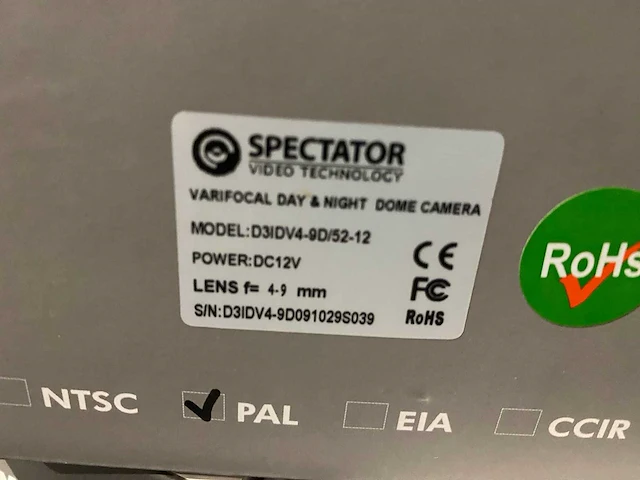 SPECTATOR
VIDEO TECHNOLOGY
VARIFOCAL DAY & NIGHT DOME CAMERA
MODEL:D3IDV4-9D/52-12
POWER:DC12V
LENS f= 4-9 mm
S/N:D3IDV4-9D091029S039
CE
FC
RoHS
RoHS
NTSC
PAL
EIA
CCIR